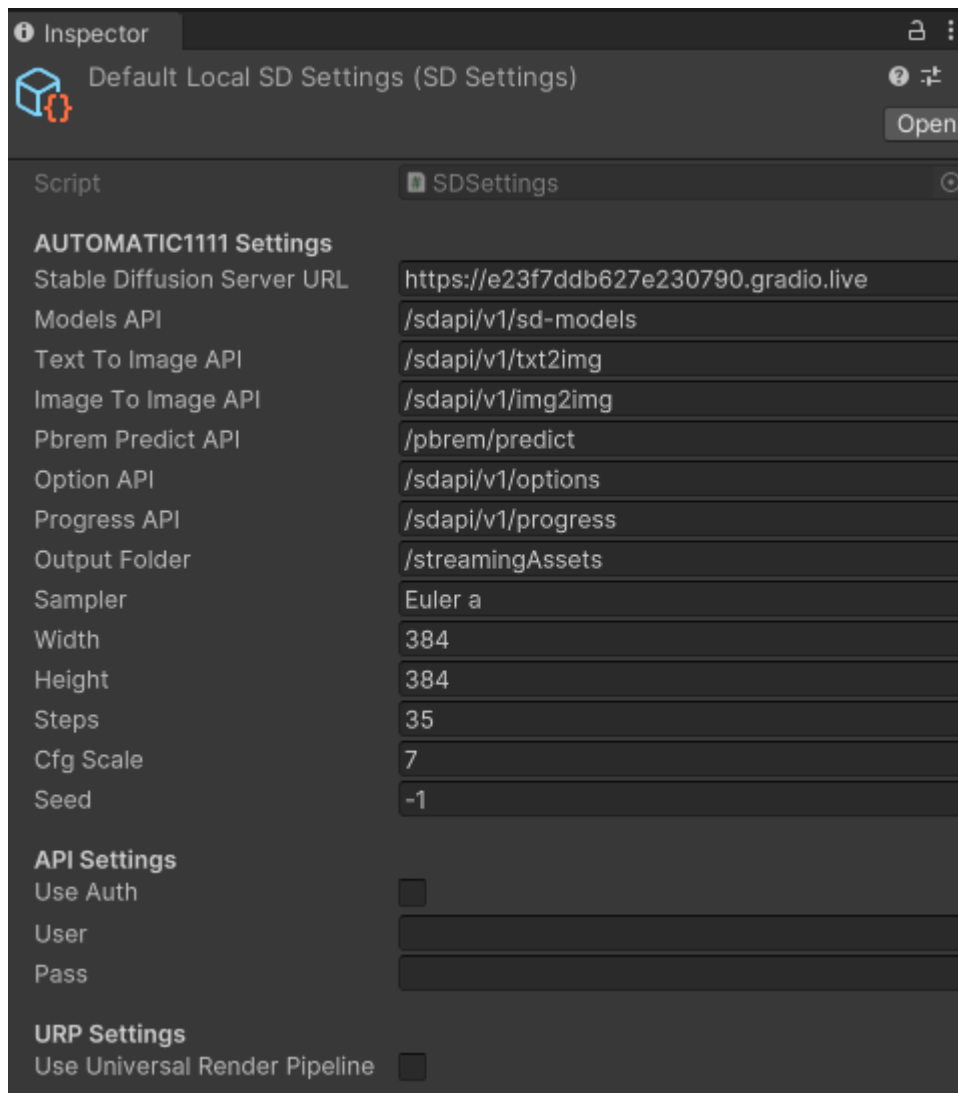 Inspector
Default Local SD Settings (SD Settings)
Open
Script SDSettings
AUTOMATIC1111 Settings
Stable Diffusion Server URL https://e23f7ddb627e230790.gradio.live
Models API /sdapi/v1/sd-models
Text To Image API /sdapi/v1/txt2img
Image To Image API /sdapi/v1/img2img
Pbrem Predict API /pbrem/predict
Option API /sdapi/v1/options
Progress API /sdapi/v1/progress
Output Folder /streamingAssets
Sampler Euler a
Width 384
Height 384
Steps 35
Cfg Scale 7
Seed -1
API Settings
Use Auth
User
Pass
URP Settings
Use Universal Render Pipeline